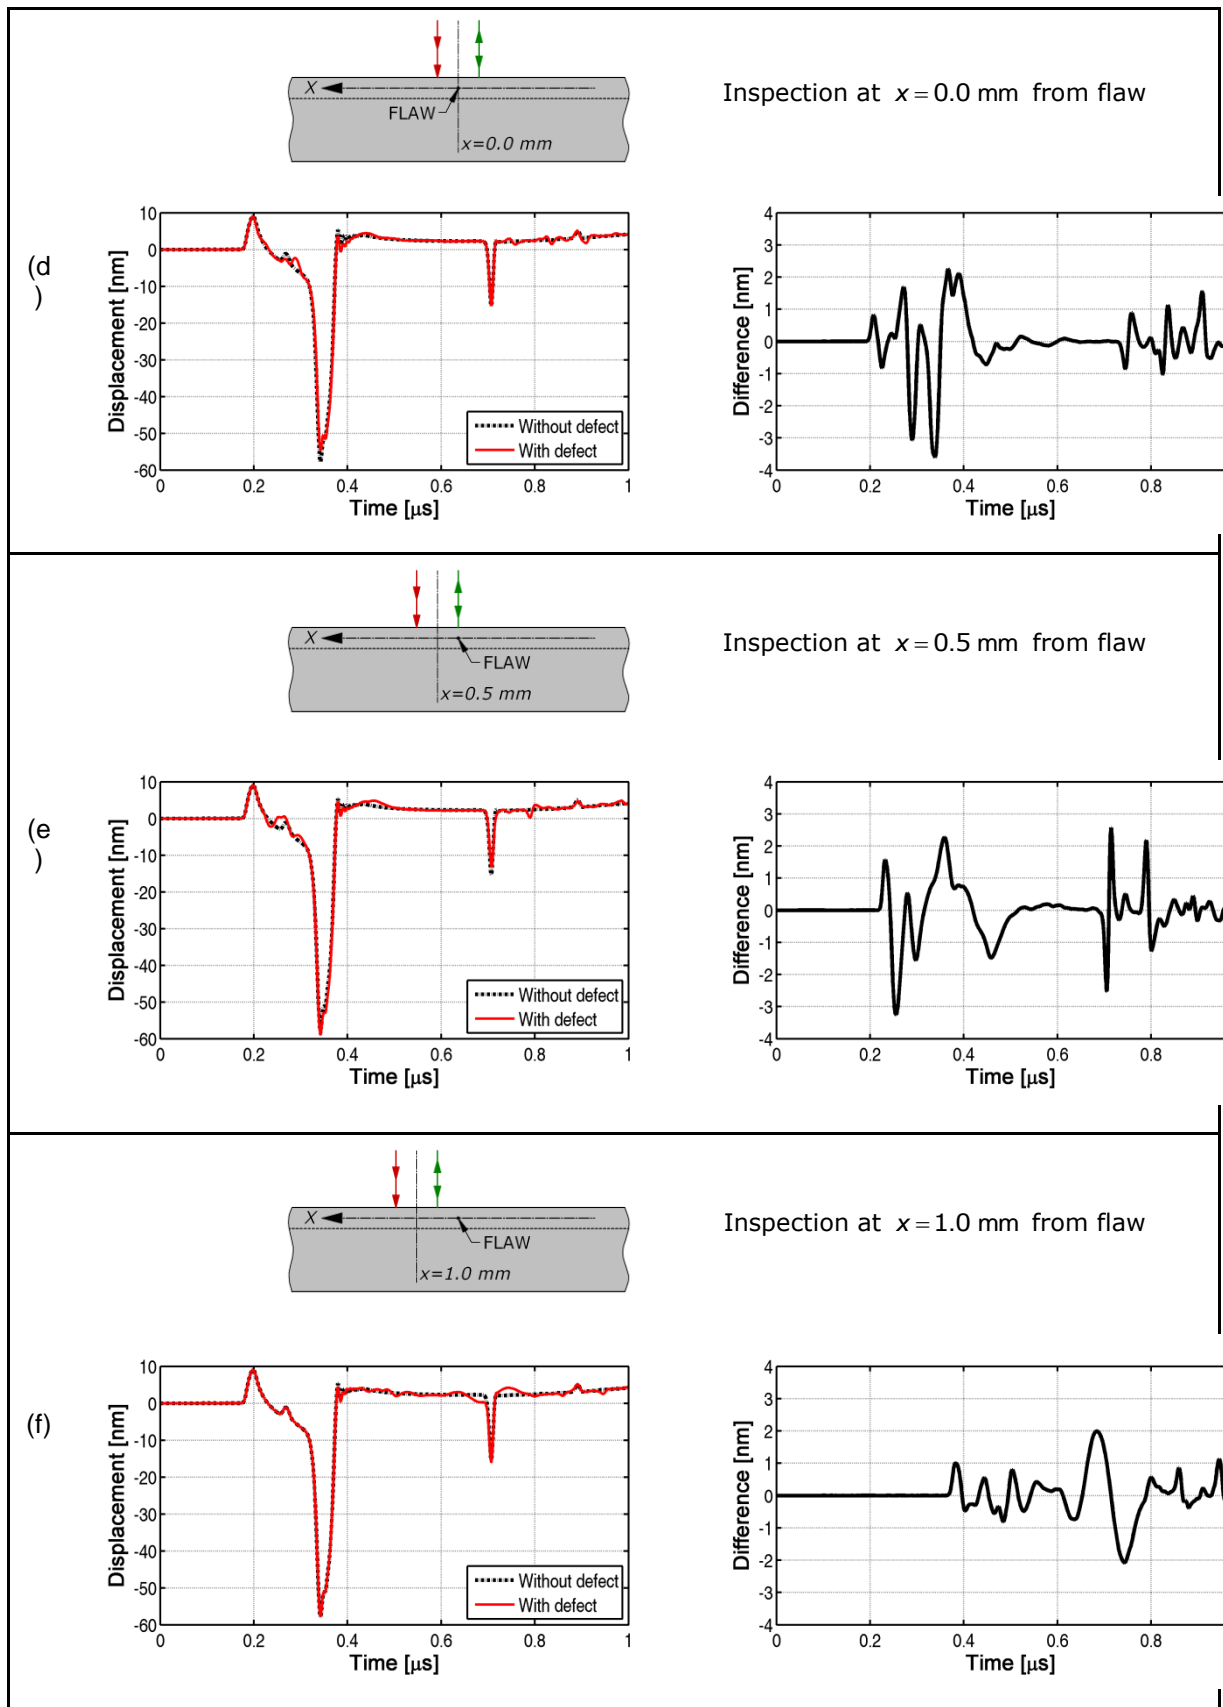 X
FLAW
x=0.0 mm
Inspection at x = 0.0 mm from flaw
(d
)
10
0
-10
-20
-30
-40
-50
-60
Displacement [nm]
Without defect
With defect
0 0.2 0.4 0.6 0.8 1
Time [μs]
4
3
2
1
0
-1
-2
-3
-4
Difference [nm]
0 0.2 0.4 0.6 0.8
Time [μs]
X
FLAW
x=0.5 mm
Inspection at x = 0.5 mm from flaw
(e
)
10
0
-10
-20
-30
-40
-50
-60
Displacement [nm]
Without defect
With defect
0 0.2 0.4 0.6 0.8 1
Time [μs]
4
3
2
1
0
-1
-2
-3
-4
Difference [nm]
0 0.2 0.4 0.6 0.8
Time [μs]
X
FLAW
x=1.0 mm
Inspection at x = 1.0 mm from flaw
(f)
10
0
-10
-20
-30
-40
-50
-60
Displacement [nm]
Without defect
With defect
0 0.2 0.4 0.6 0.8 1
Time [μs]
4
3
2
1
0
-1
-2
-3
-4
Difference [nm]
0 0.2 0.4 0.6 0.8
Time [μs]